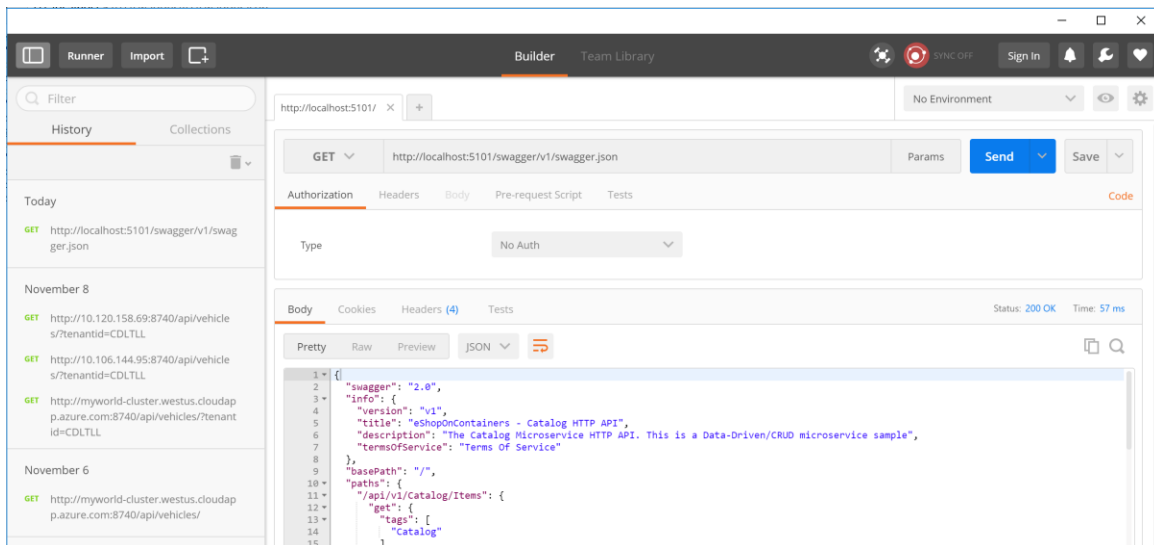 Runner Import Builder Team Library SYNC OFF Sign In
Filter
History Collections
Today
GET http://localhost:5101/swagger/v1/swag
ger.json
November 8
GET http://10.120.158.69:8740/api/vehicle
s/?tenantid=CDLTLL
GET http://10.106.144.95:8740/api/vehicle
s/?tenantid=CDLTLL
GET http://myworld-cluster.westus.cloudap
p.azure.com:8740/api/vehicles/?tenant
id=CDLTLL
November 6
GET http://myworld-cluster.westus.cloudap
p.azure.com:8740/api/vehicles/
http://localhost:5101/ No Environment
GET http://localhost:5101/swagger/v1/swagger.json Params Send Save
Authorization Headers Body Pre-request Script Tests Code
Type No Auth
Body Cookies Headers (4) Tests Status: 200 OK Time: 57 ms
Pretty Raw Preview JSON
1 {
2 "swagger": "2.0",
3 "info": {
4 "version": "v1",
5 "title": "eShopOnContainers - Catalog HTTP API",
6 "description": "The Catalog Microservice HTTP API. This is a Data-Driven/CRUD microservice sample",
7 "termsOfService": "Terms Of Service"
8 },
9 "basePath": "/",
10 "paths": {
11 "/api/v1/Catalog/Items": {
12 "get": {
13 "tags": [
14 "Catalog"
15 ]